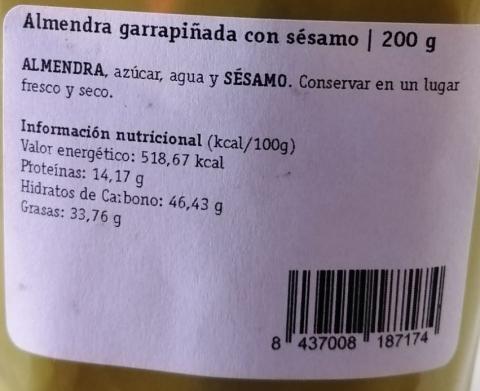 Almendra garrapiñada con sésamo | 200 g
ALMENDRA, azúcar, agua y SÉSAMO. Conservar en un lugar
fresco y seco.
Información nutricional (kcal/100g)
Valor energético: 518,67 kcal
Proteínas: 14,17 g
Hidratos de Carbono: 46,43 g
Grasas: 33,76 g
8 437008 187174